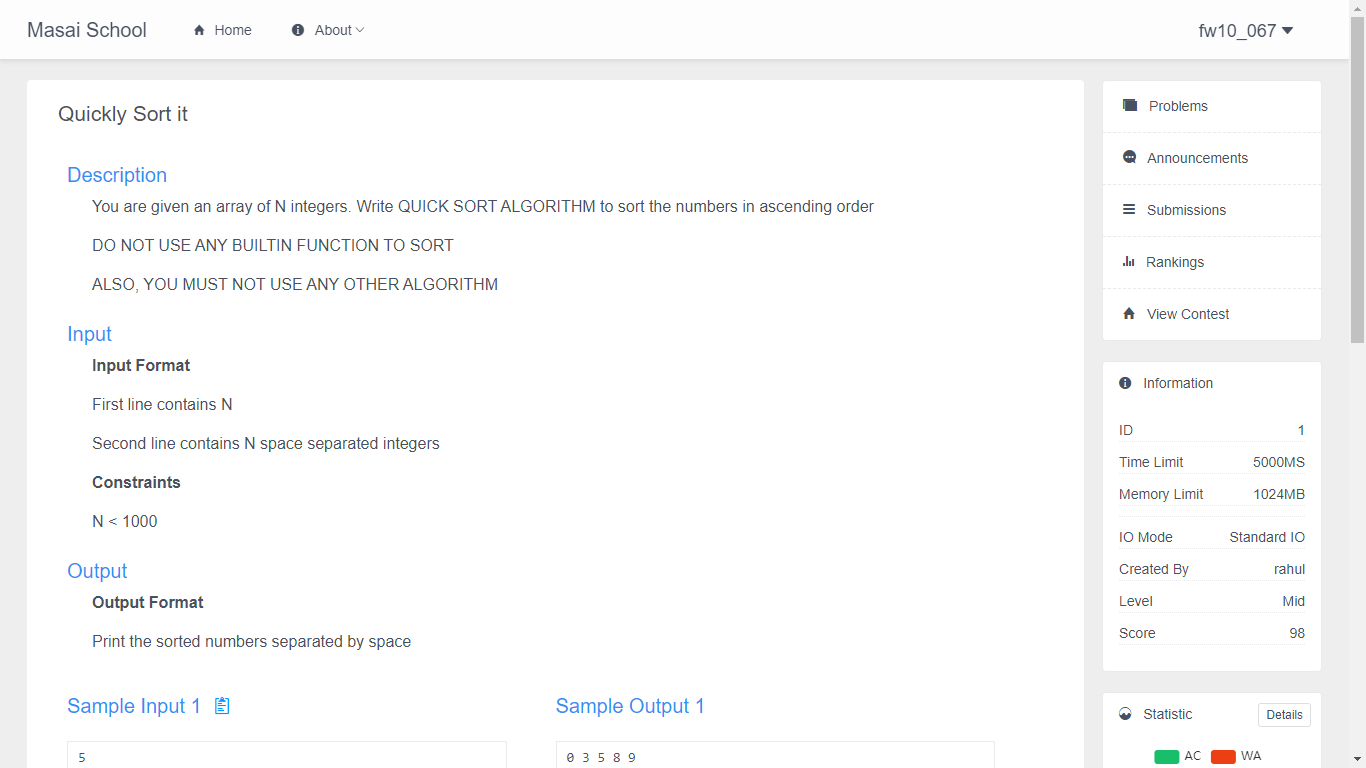 Masai School
Home
About
fw10_067
Quickly Sort it
Description
You are given an array of N integers. Write QUICK SORT ALGORITHM to sort the numbers in ascending order
DO NOT USE ANY BUILTIN FUNCTION TO SORT
ALSO, YOU MUST NOT USE ANY OTHER ALGORITHM
Input
Input Format
First line contains N
Second line contains N space separated integers
Constraints
N < 1000
Output
Output Format
Print the sorted numbers separated by space
Sample Input 1
5
Sample Output 1
0 3 5 8 9
Problems
Announcements
Submissions
Rankings
View Contest
Information
ID 1
Time Limit 5000MS
Memory Limit 1024MB
IO Mode Standard IO
Created By rahul
Level Mid
Score 98
Statistic Details
AC WA